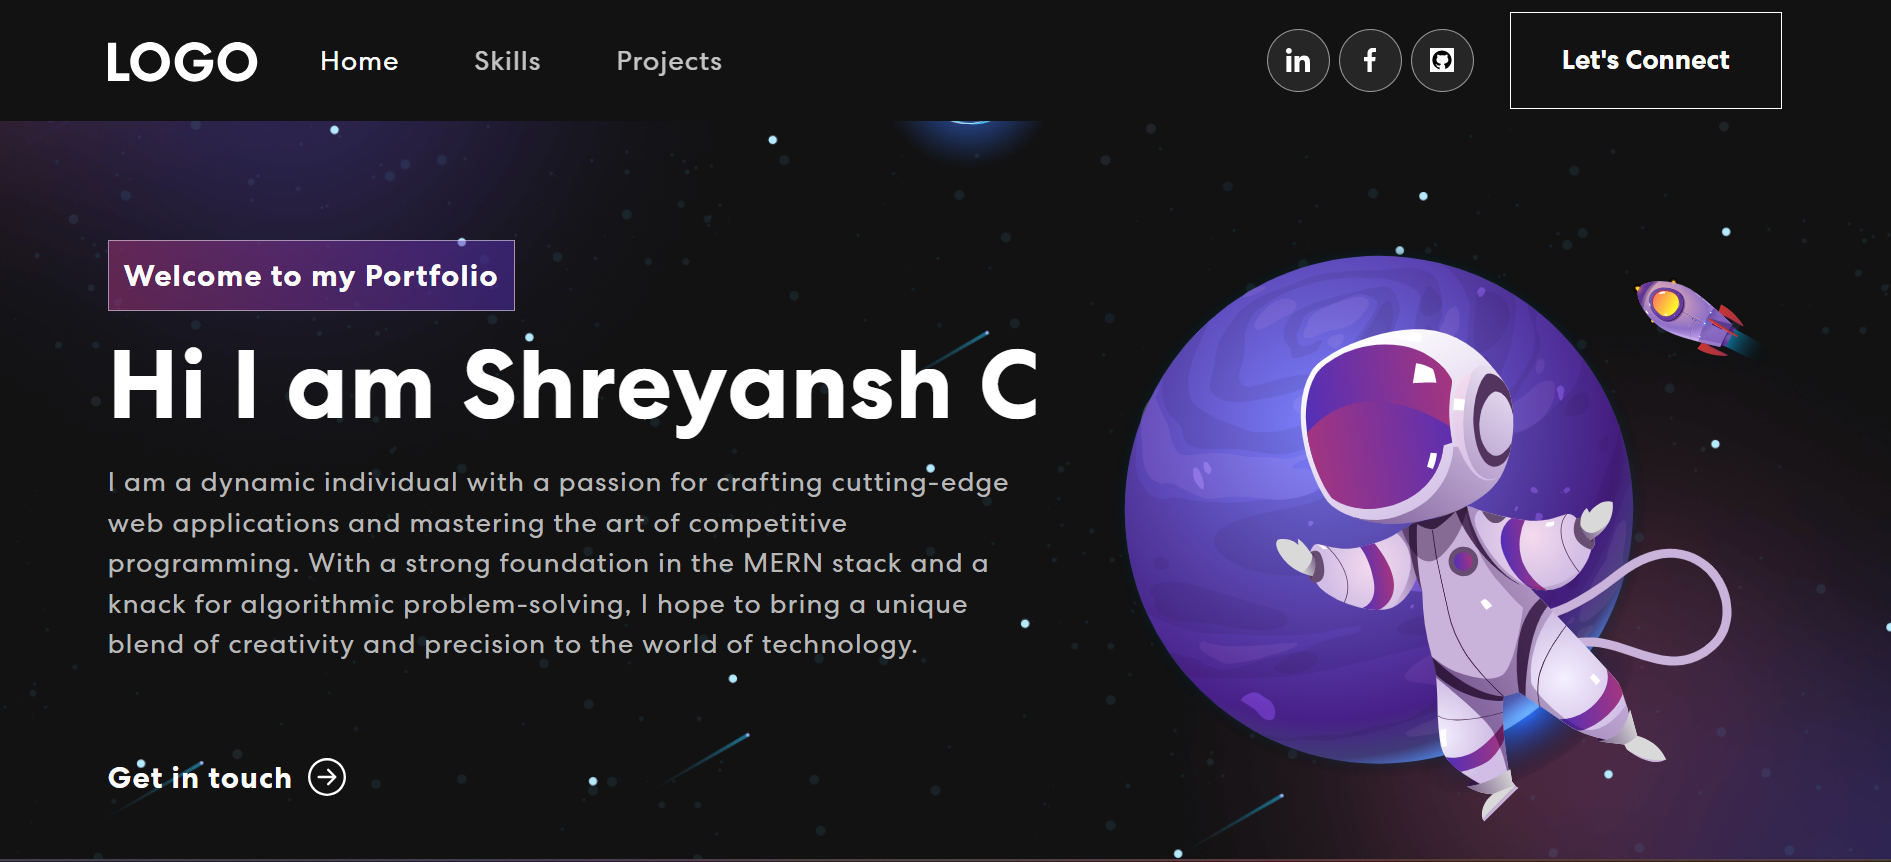 LOGO Home Skills Projects in f Let's Connect
Welcome to my Portfolio
Hi I am Shreyansh C
I am a dynamic individual with a passion for crafting cutting-edge
web applications and mastering the art of competitive
programming. With a strong foundation in the MERN stack and a
knack for algorithmic problem-solving, I hope to bring a unique
blend of creativity and precision to the world of technology.
Get in touch